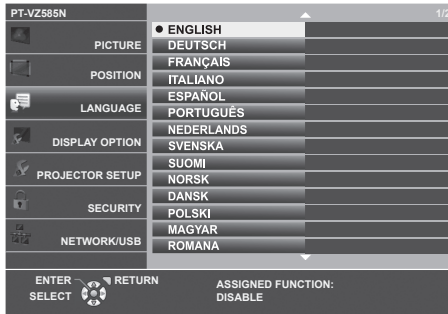 PT-VZ585N 1/2
PICTURE
POSITION
LANGUAGE
DISPLAY OPTION
PROJECTOR SETUP
SECURITY
NETWORK/USB
ENGLISH
DEUTSCH
FRANÇAIS
ITALIANO
ESPAÑOL
PORTUGUÊS
NEDERLANDS
SVENSKA
SUOMI
NORSK
DANSK
POLSKI
MAGYAR
ROMANA
ENTER RETURN
SELECT
ASSIGNED FUNCTION:
DISABLE